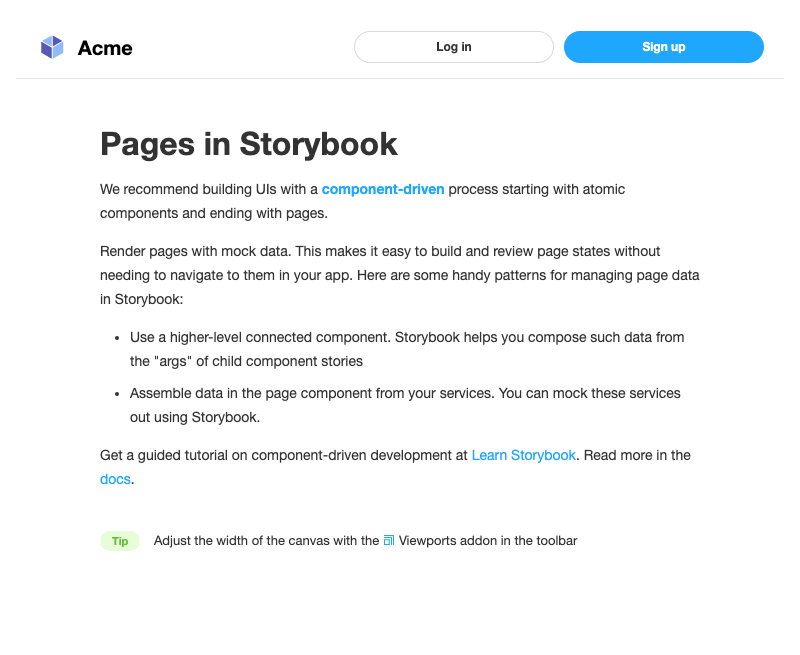 Acme
Log in
Sign up
Pages in Storybook
We recommend building UIs with a component-driven process starting with atomic
components and ending with pages.
Render pages with mock data. This makes it easy to build and review page states without
needing to navigate to them in your app. Here are some handy patterns for managing page data
in Storybook:
• Use a higher-level connected component. Storybook helps you compose such data from
the "args" of child component stories
• Assemble data in the page component from your services. You can mock these services
out using Storybook.
Get a guided tutorial on component-driven development at Learn Storybook. Read more in the
docs.
Tip Adjust the width of the canvas with the Viewports addon in the toolbar